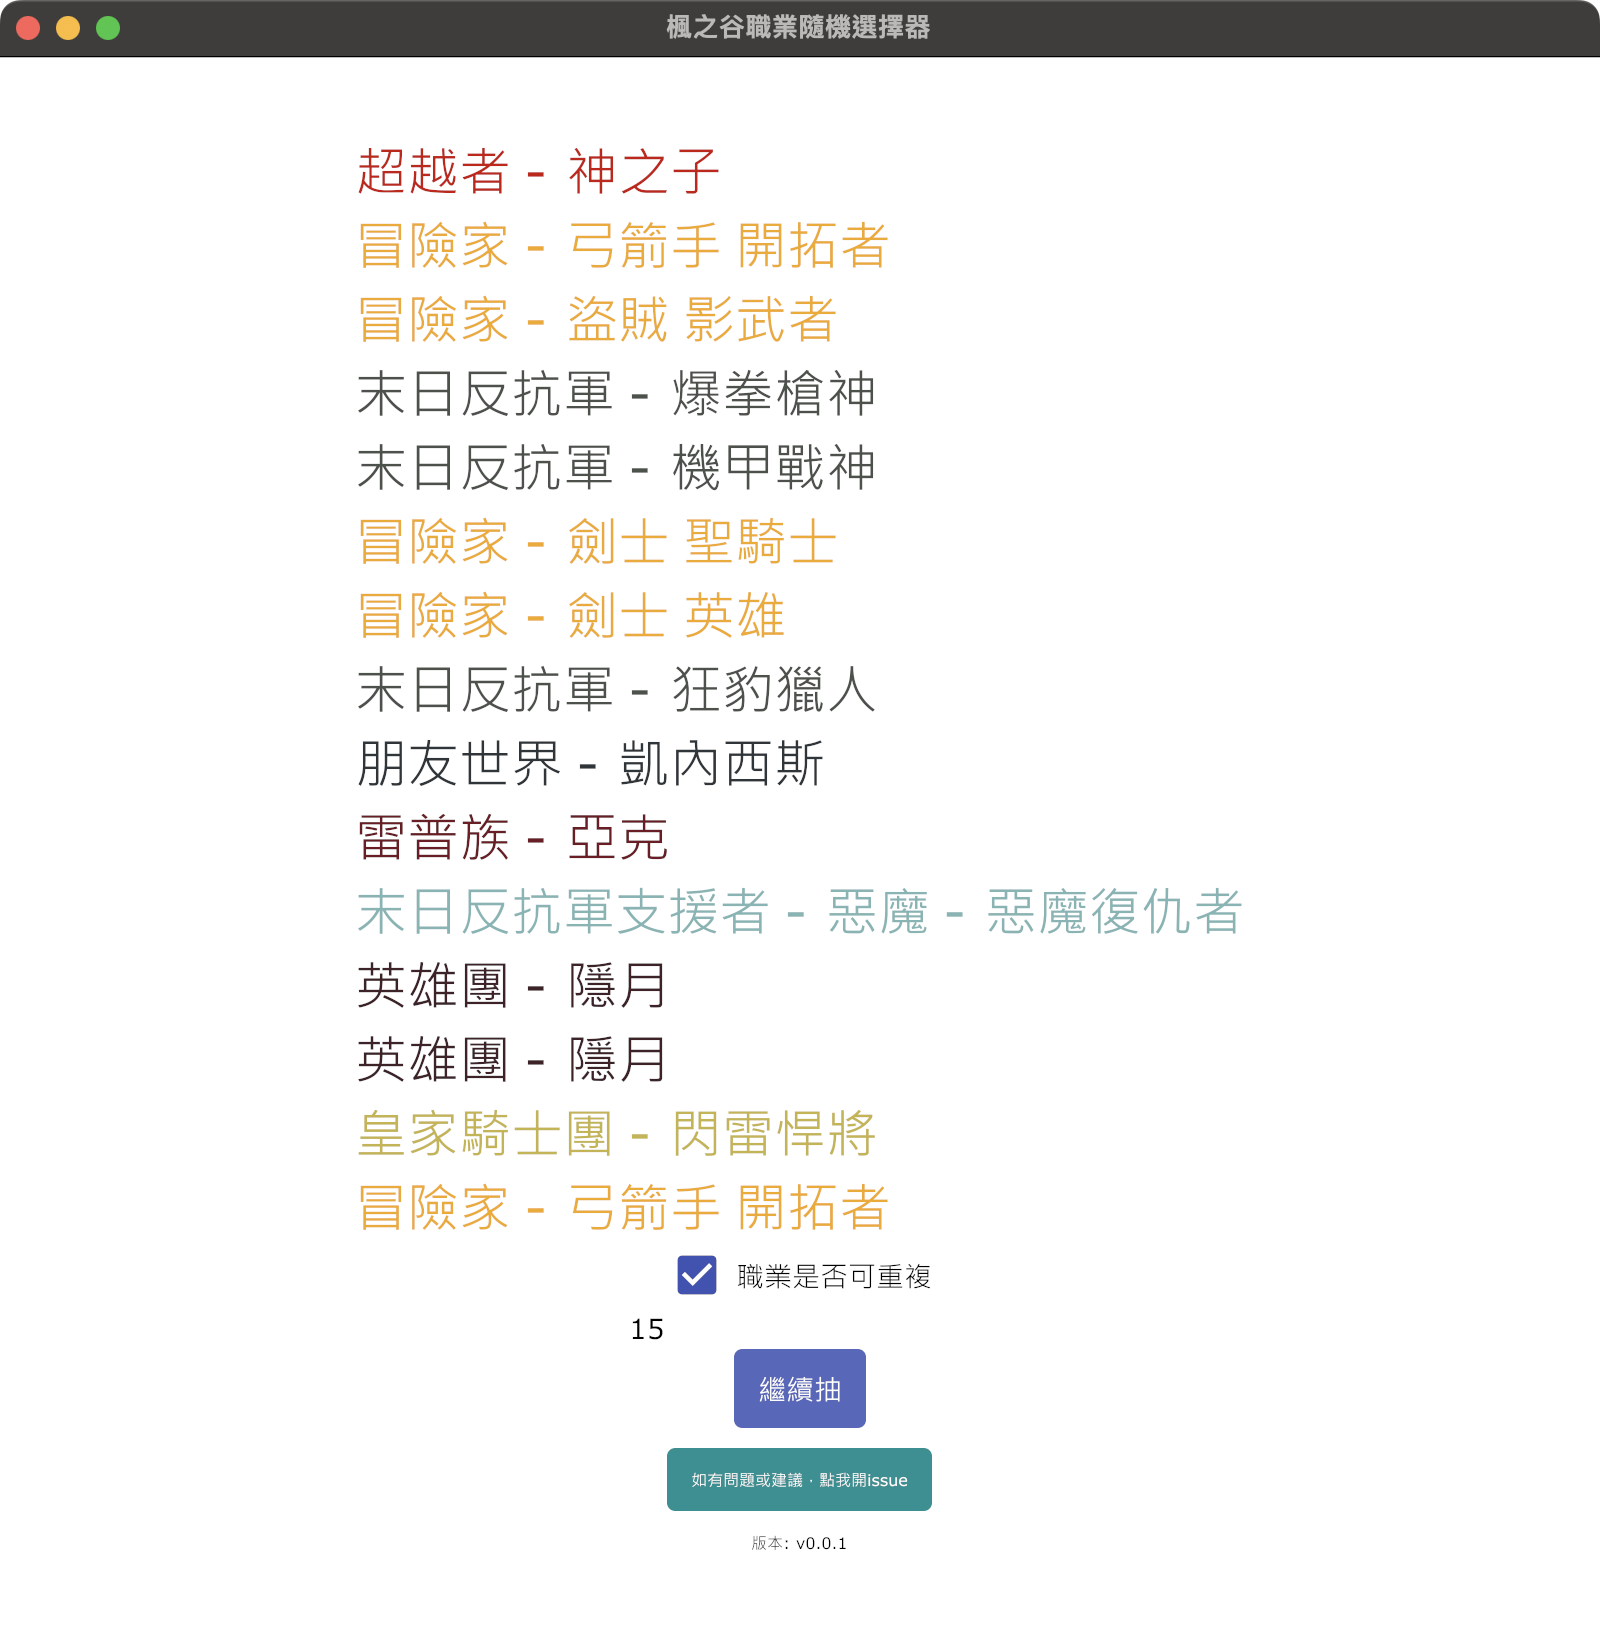 楓之谷職業隨機選擇器
超越者 - 神之子
冒險家 - 弓箭手 開拓者
冒險家 - 盜賊 影武者
末日反抗軍 - 爆拳槍神
末日反抗軍 - 機甲戰神
冒險家 - 劍士 聖騎士
冒險家 - 劍士 英雄
末日反抗軍 - 狂豹獵人
朋友世界 - 凱內西斯
雷普族 - 亞克
末日反抗軍支援者 - 惡魔 - 惡魔復仇者
英雄團 - 隱月
英雄團 - 隱月
皇家騎士團 - 閃雷悍將
冒險家 - 弓箭手 開拓者
職業是否可重複
15
繼續抽
如有問題或建議，點我開issue
版本: v0.0.1